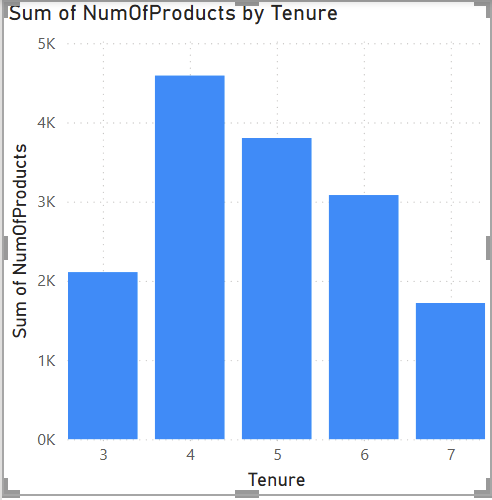 Sum of NumOfProducts by Tenure
5K
4K
3K
2K
1K
0K
Sum of NumOfProducts
3 4 5 6 7
Tenure